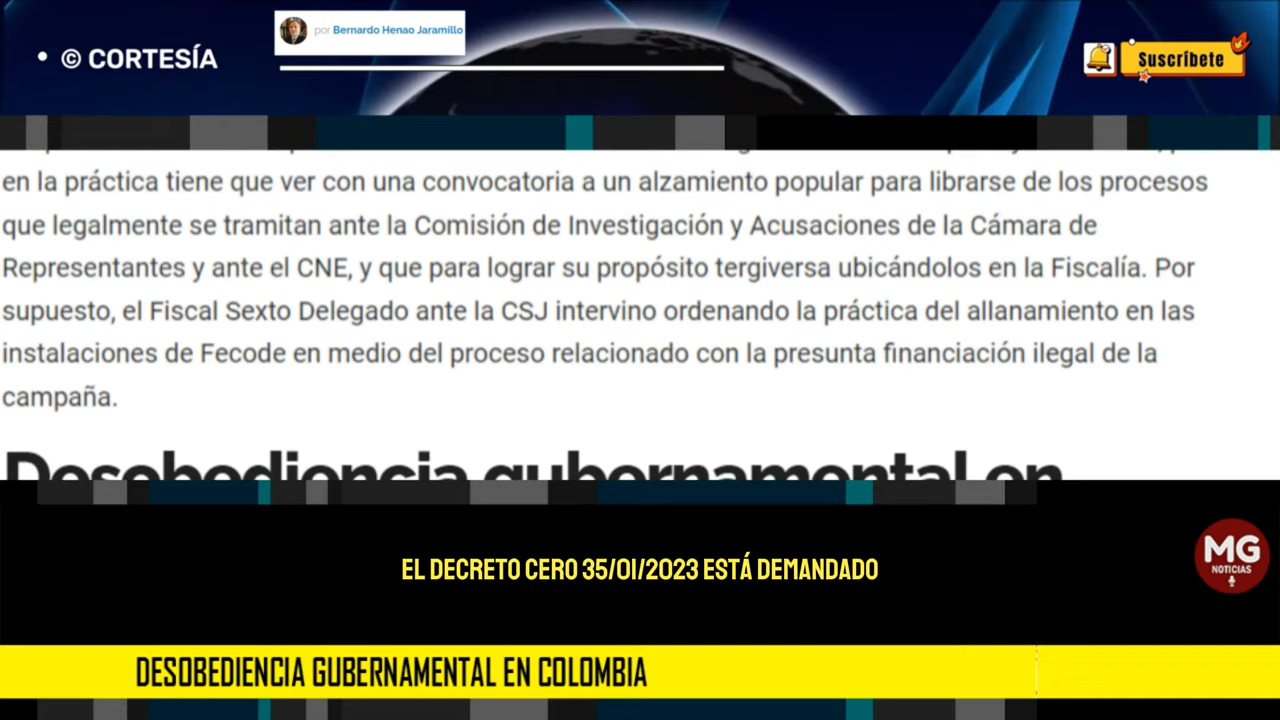 • © CORTESÍA
por Bernardo Henao Jaramillo
Suscríbete
en la práctica tiene que ver con una convocatoria a un alzamiento popular para librarse de los procesos
que legalmente se tramitan ante la Comisión de Investigación y Acusaciones de la Cámara de
Representantes y ante el CNE, y que para lograr su propósito tergiversa ubicándolos en la Fiscalía. Por
supuesto, el Fiscal Sexto Delegado ante la CSJ intervino ordenando la práctica del allanamiento en las
instalaciones de Fecode en medio del proceso relacionado con la presunta financiación ilegal de la
campaña.
Desobediencia gubernamental en
EL DECRETO CERO 35/01/2023 ESTÁ DEMANDADO
MG
NOTICIAS
DESOBEDIENCIA GUBERNAMENTAL EN COLOMBIA